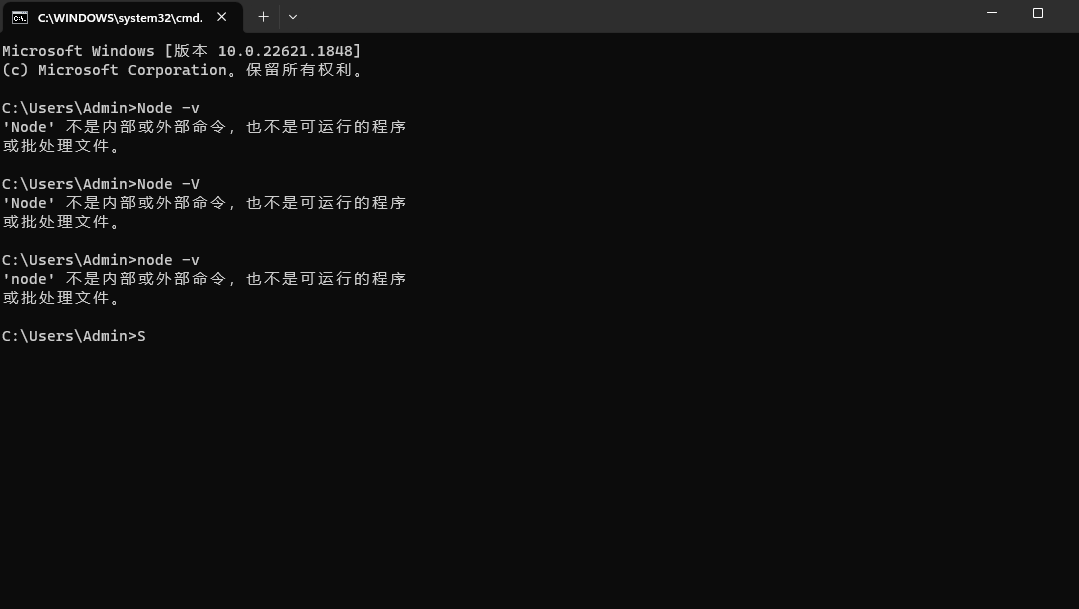 C:\WINDOWS\system32\cmd.
Microsoft Windows [版本 10.0.22621.1848]
(c) Microsoft Corporation。保留所有权利。
C:\Users\Admin>Node -v
'Node' 不是内部或外部命令，也不是可运行的程序
或批处理文件。
C:\Users\Admin>Node -V
'Node' 不是内部或外部命令，也不是可运行的程序
或批处理文件。
C:\Users\Admin>node -v
'node' 不是内部或外部命令，也不是可运行的程序
或批处理文件。
C:\Users\Admin>S